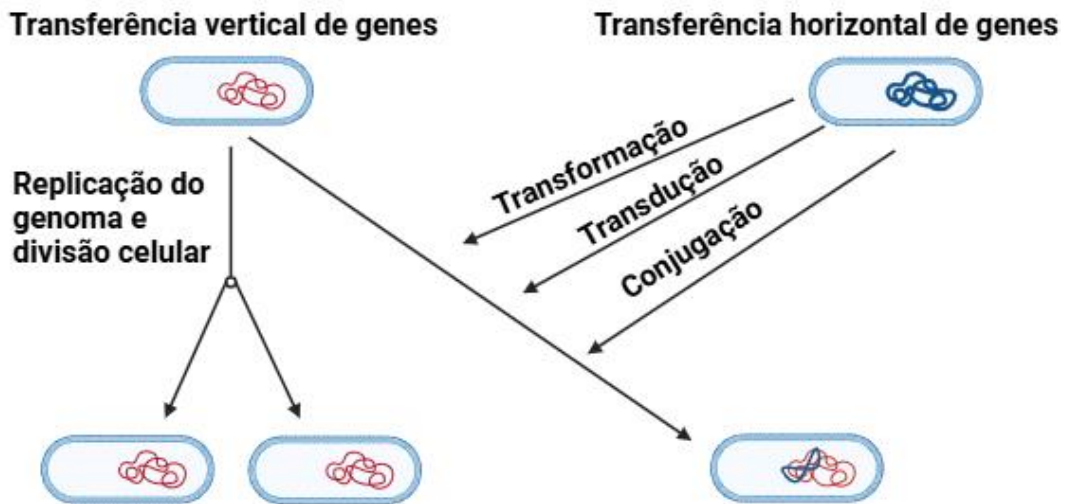 Transferência vertical de genes
Transferência horizontal de genes
Replicação do
genoma e
divisão celular
Transformação
Transdução
Conjugação